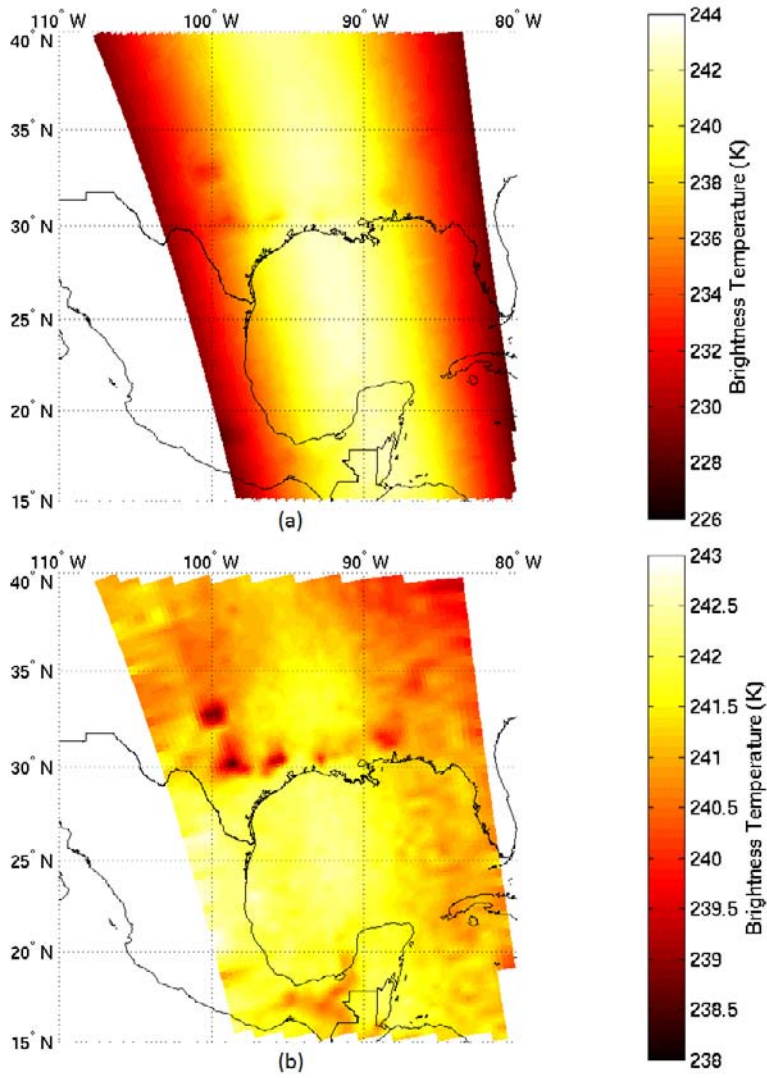 110° W 100° W 90° W 80° W
40° N
35° N
30° N
25° N
20° N
15° N
244
242
240
238
236
234
232
230
228
226
Brightness Temperature (K)
(a)
110° W 100° W 90° W 80° W
40° N
35° N
30° N
25° N
20° N
15° N
243
242.5
242
241.5
241
240.5
240
239.5
239
238.5
238
Brightness Temperature (K)
(b)